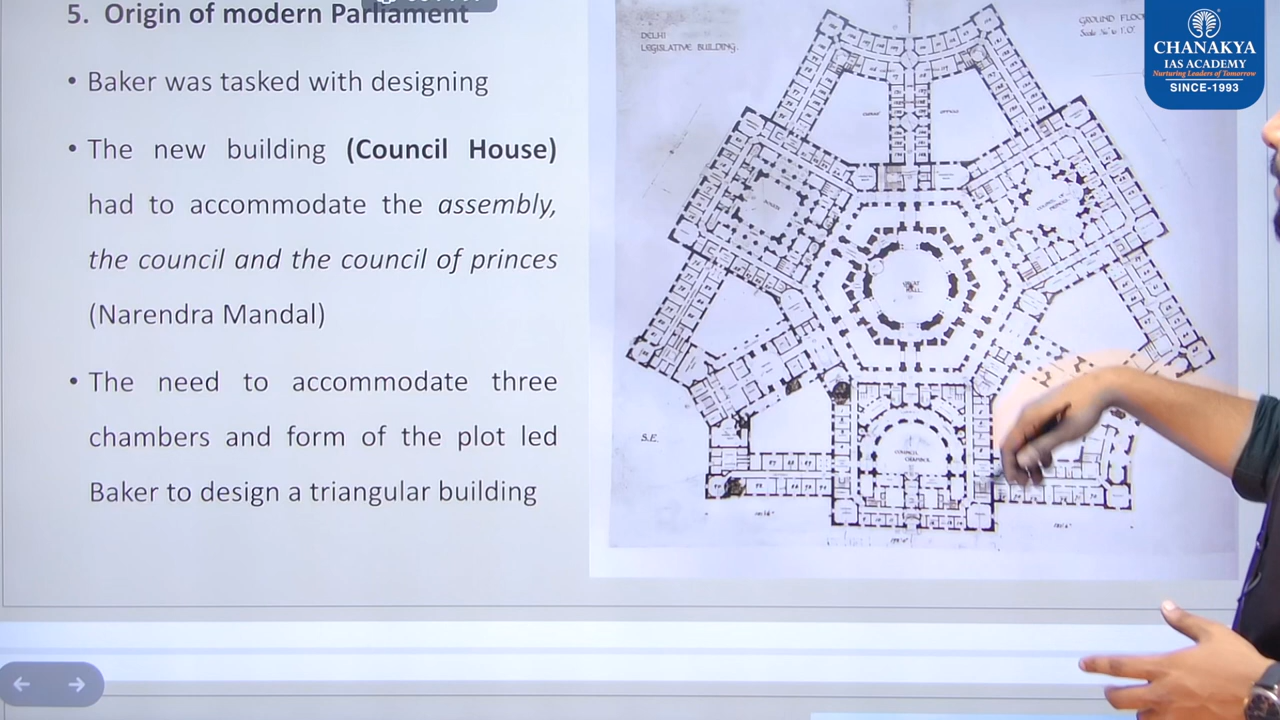 5. Origin of modern Parliament
• Baker was tasked with designing
• The new building (Council House)
had to accommodate the assembly,
the council and the council of princes
(Narendra Mandal)
• The need to accommodate three
chambers and form of the plot led
Baker to design a triangular building
DELHI
LEGISLATIVE BUILDING.
GROUND FLOO
S.E.
COUNCIL
CHAMBER
CHANAKYA
IAS ACADEMY
Nurturing Leaders of Tomorrow
SINCE-1993